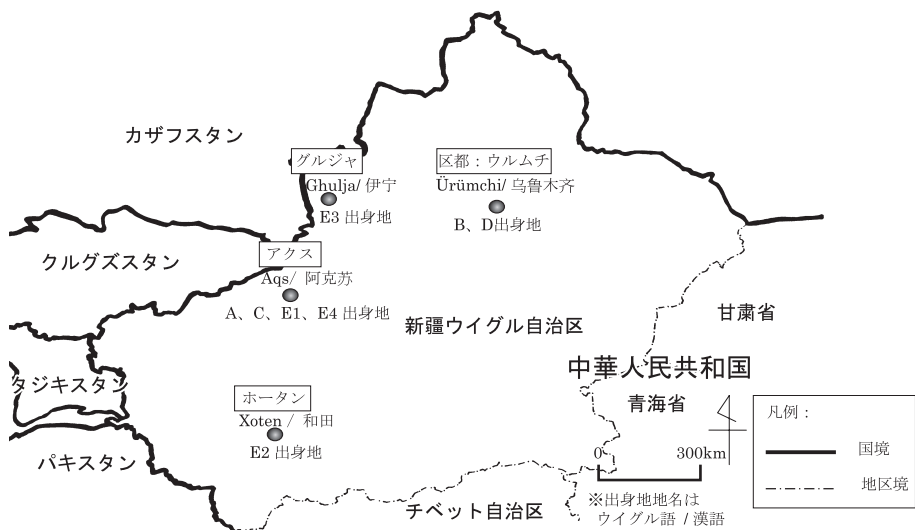 カザフスタン
グルジャ
Ghulja/ 伊宁
E3 出身地
区都：ウルムチ
Ürümchi/ 乌鲁木齐
B、D出身地
クルグズスタン
アクス
Aqs/ 阿克苏
A、C、E1、E4 出身地
新疆ウイグル自治区
甘粛省
中華人民共和国
青海省
タジキスタン
ホータン
Xoten / 和田
E2 出身地
パキスタン
チベット自治区
0 300km
※出身地地名は
ウイグル語 / 漢語
凡例：
国境
地区境